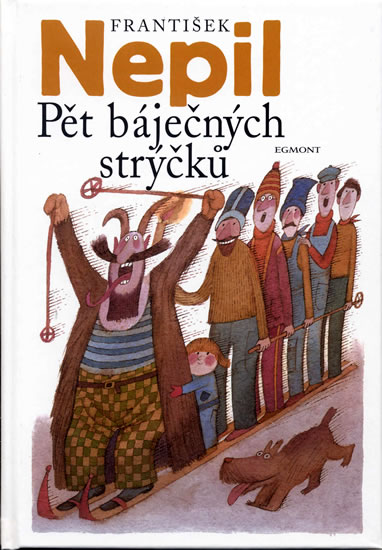 FRANTIŠEK
Nepil
Pět báječných
strýčků
EGMONT